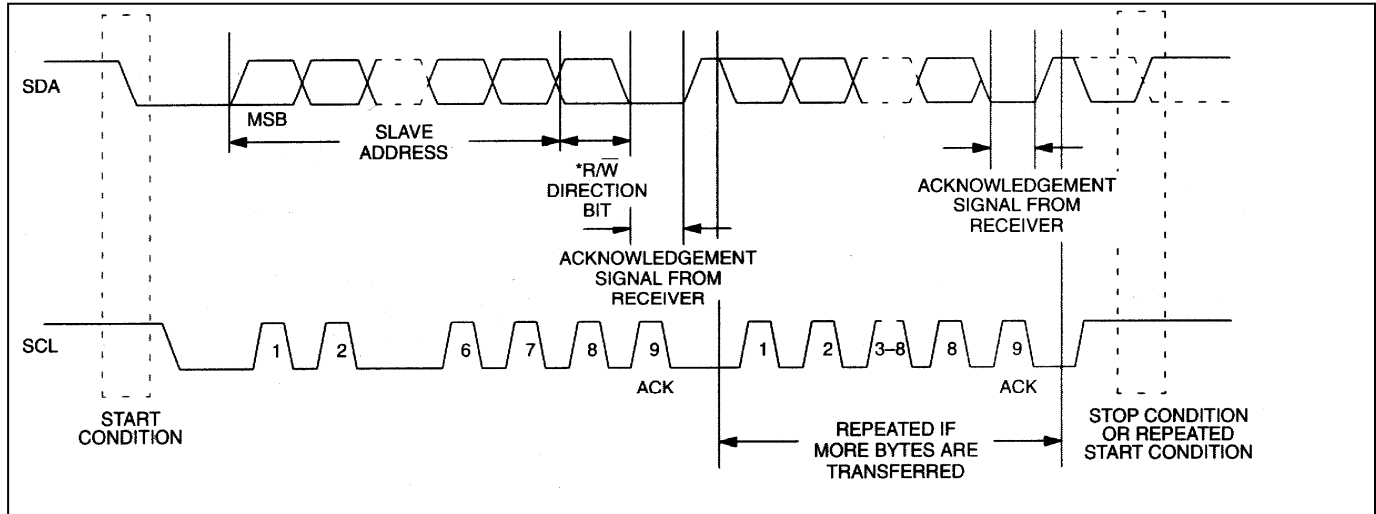 SDA
MSB
SLAVE
ADDRESS
*R/W̅
DIRECTION
BIT
ACKNOWLEDGEMENT
SIGNAL FROM
RECEIVER
ACKNOWLEDGEMENT
SIGNAL FROM
RECEIVER
SCL
1 2 6 7 8 9 1 2 3–8 8 9
ACK ACK
START
CONDITION
REPEATED IF
MORE BYTES ARE
TRANSFERRED
STOP CONDITION
OR REPEATED
START CONDITION